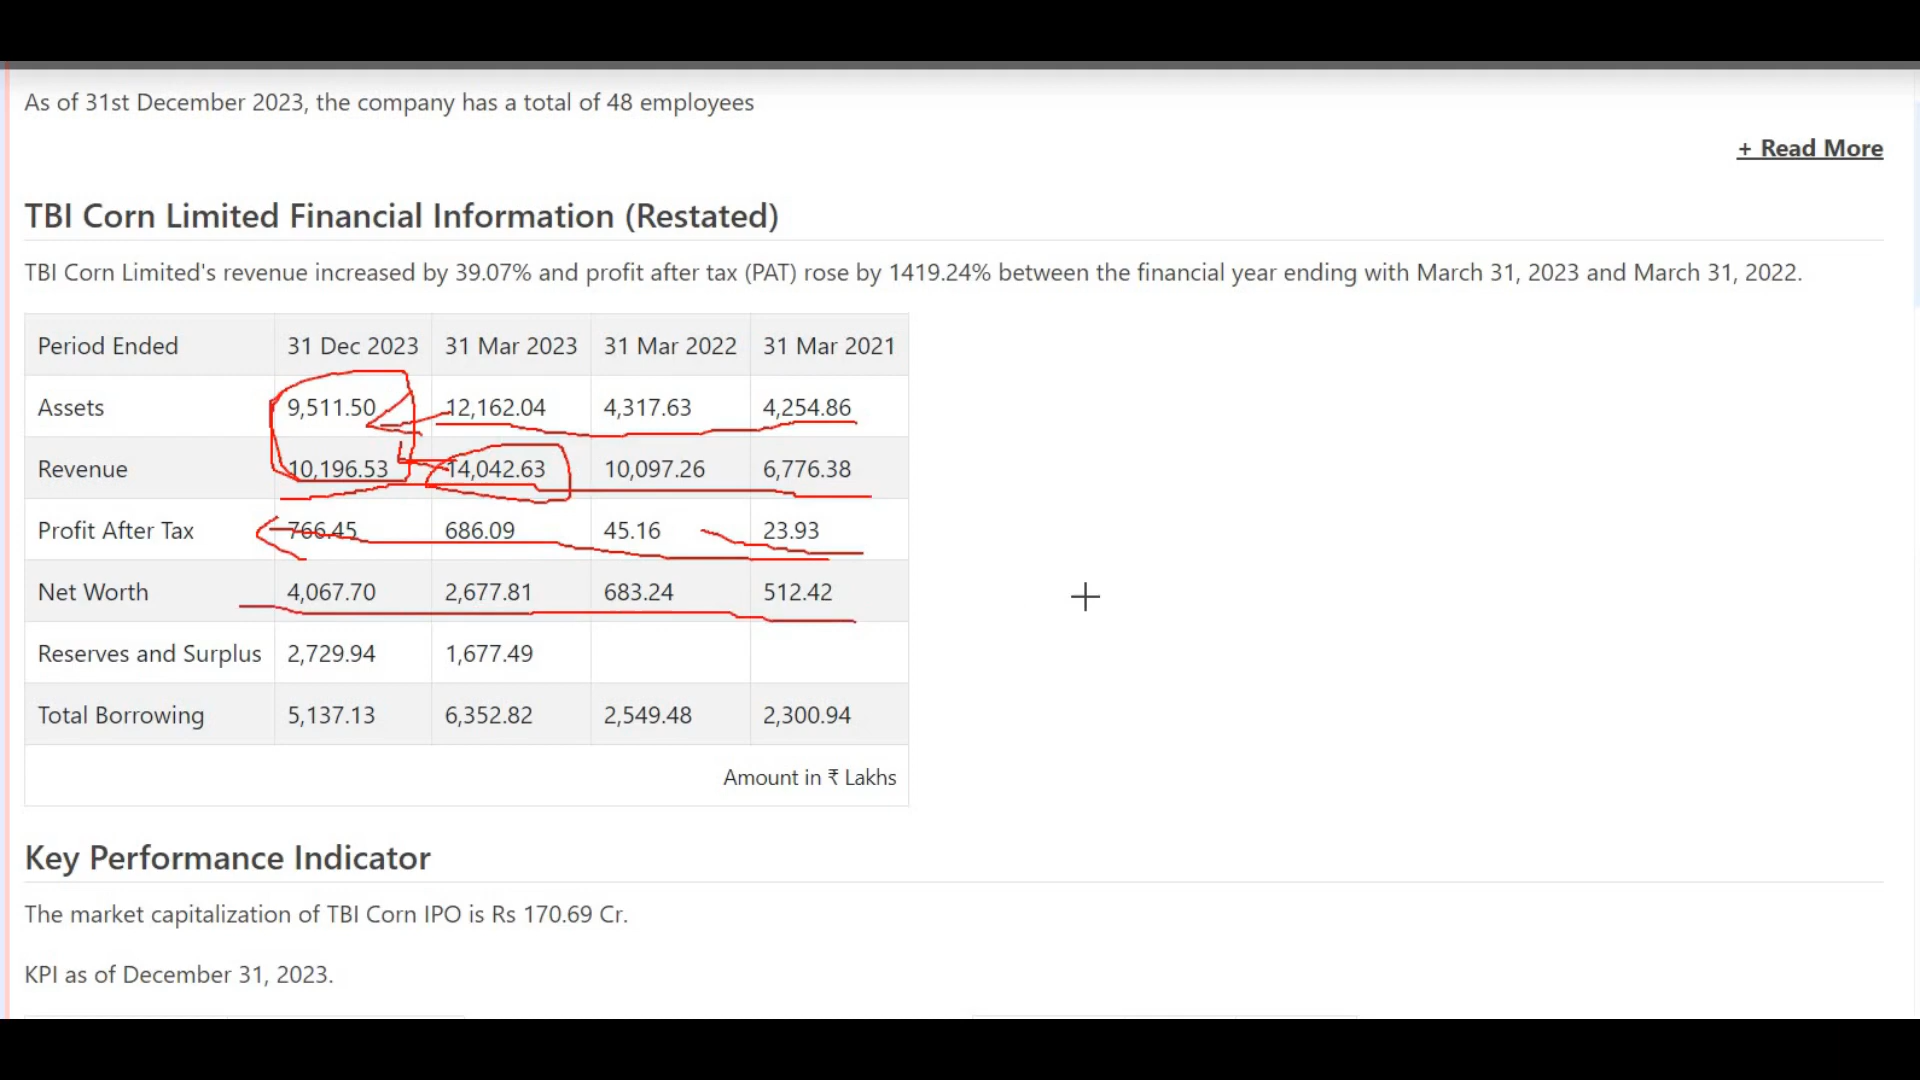 As of 31st December 2023, the company has a total of 48 employees
+ Read More
TBI Corn Limited Financial Information (Restated)
TBI Corn Limited's revenue increased by 39.07% and profit after tax (PAT) rose by 1419.24% between the financial year ending with March 31, 2023 and March 31, 2022.
Period Ended 31 Dec 2023 31 Mar 2023 31 Mar 2022 31 Mar 2021
Assets 9,511.50 12,162.04 4,317.63 4,254.86
Revenue 10,196.53 14,042.63 10,097.26 6,776.38
Profit After Tax 766.45 686.09 45.16 23.93
Net Worth 4,067.70 2,677.81 683.24 512.42
Reserves and Surplus 2,729.94 1,677.49
Total Borrowing 5,137.13 6,352.82 2,549.48 2,300.94
Amount in ₹ Lakhs
Key Performance Indicator
The market capitalization of TBI Corn IPO is Rs 170.69 Cr.
KPI as of December 31, 2023.